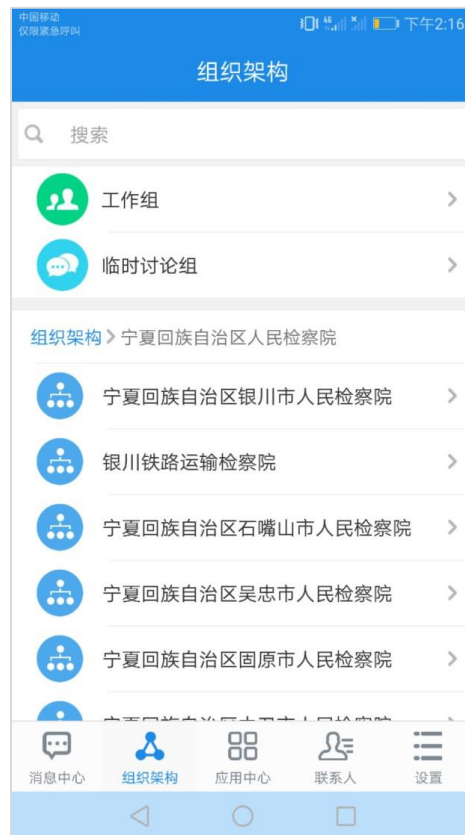 中国移动
仅限紧急呼叫
46 下午2:16
组织架构
搜索
工作组
临时讨论组
组织架构 > 宁夏回族自治区人民检察院
宁夏回族自治区银川市人民检察院
银川铁路运输检察院
宁夏回族自治区石嘴山市人民检察院
宁夏回族自治区吴忠市人民检察院
宁夏回族自治区固原市人民检察院
消息中心 组织架构 应用中心 联系人 设置